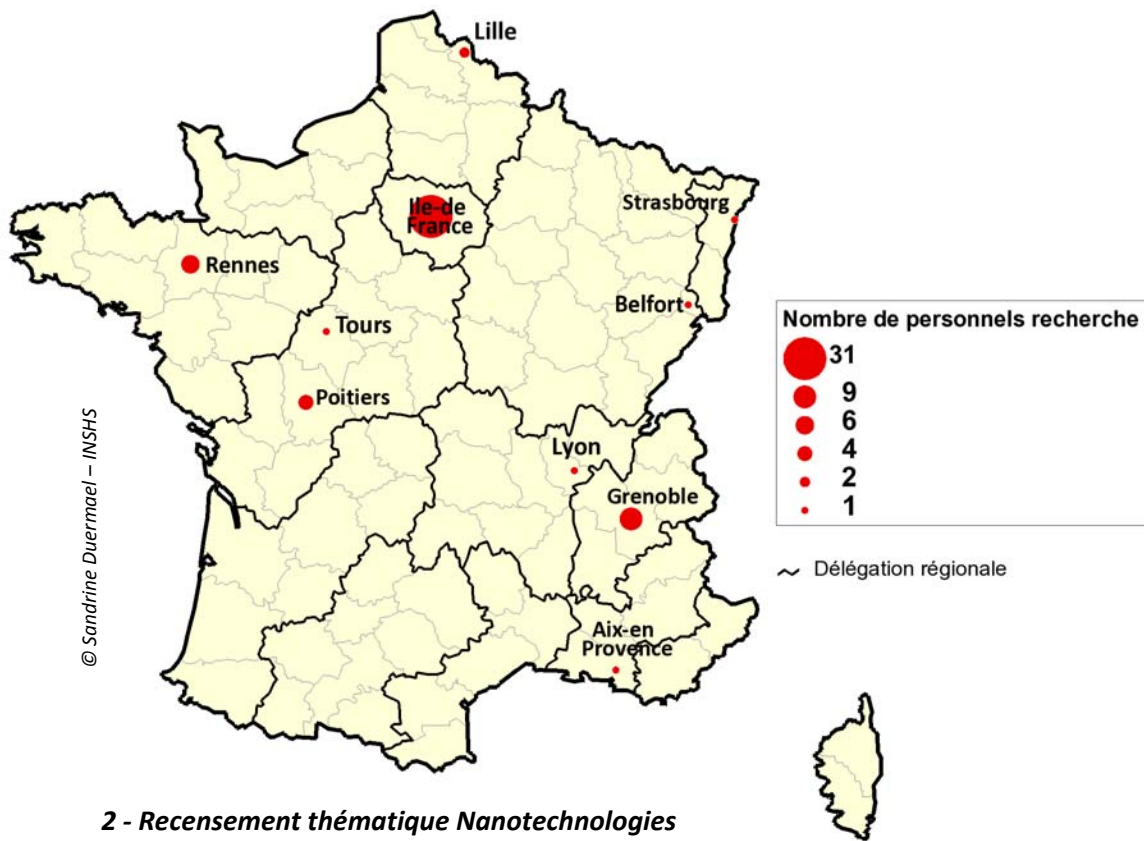 Lille
Ile-de
France
Strasbourg
Rennes
Belfort
Tours
Poitiers
Lyon
Grenoble
Aix-en
Provence
Nombre de personnels recherche
31
9
6
4
2
1
Délégation régionale
© Sandrine Duermael – INSHS
2 - Recensement thématique Nanotechnologies